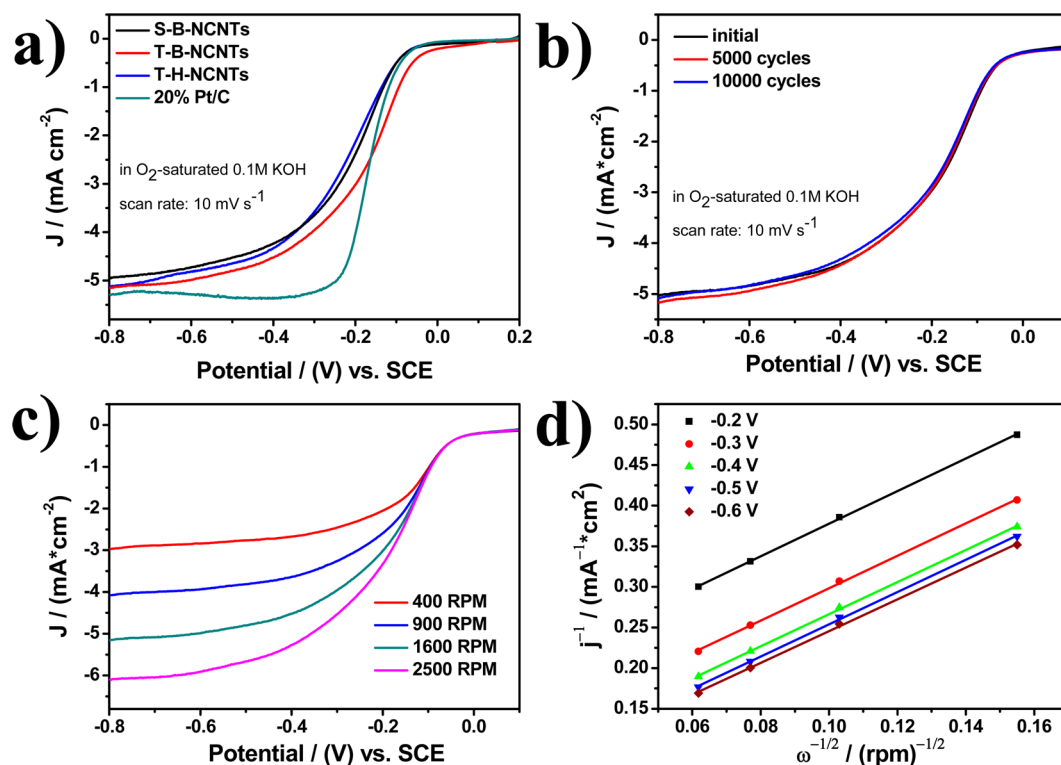 a)
S-B-NCNTs
T-B-NCNTs
T-H-NCNTs
20% Pt/C
in O₂-saturated 0.1M KOH
scan rate: 10 mV s⁻¹
J / (mA cm⁻²)
0
-1
-2
-3
-4
-5
-0.8 -0.6 -0.4 -0.2 0.0 0.2
Potential / (V) vs. SCE
b)
initial
5000 cycles
10000 cycles
in O₂-saturated 0.1M KOH
scan rate: 10 mV s⁻¹
J / (mA*cm⁻²)
0
-1
-2
-3
-4
-5
-0.8 -0.6 -0.4 -0.2 0.0
Potential / (V) vs. SCE
c)
J / (mA*cm⁻²)
0
-1
-2
-3
-4
-5
-6
400 RPM
900 RPM
1600 RPM
2500 RPM
-0.8 -0.6 -0.4 -0.2 0.0
Potential / (V) vs. SCE
d)
-0.2 V
-0.3 V
-0.4 V
-0.5 V
-0.6 V
j⁻¹ / (mA⁻¹*cm²)
0.50
0.45
0.40
0.35
0.30
0.25
0.20
0.15
0.06 0.08 0.10 0.12 0.14 0.16
ω⁻¹/² / (rpm)⁻¹/²